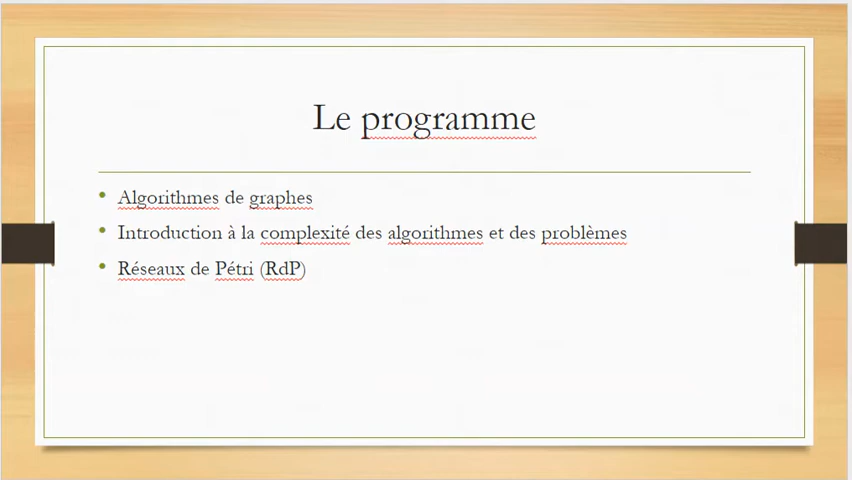 Le programme
• Algorithmes de graphes
• Introduction à la complexité des algorithmes et des problèmes
• Réseaux de Pétri (RdP)